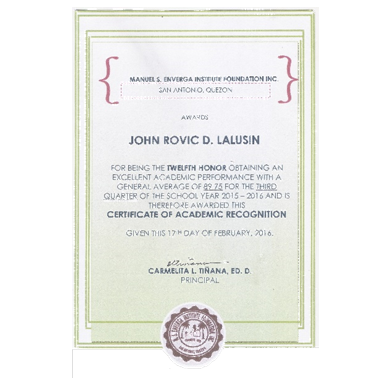 MANUEL S. ENVERGA INSTITUTE FOUNDATION INC
SAN ANTONIO, QUEZON
AWARDS
JOHN ROVIC D. LALUSIN
FOR BEING THE TWELFTH HONOR OBTAINING AN
EXCELLENT ACADEMIC PERFORMANCE WITH A
GENERAL AVERAGE OF 89.75 FOR THE THIRD
QUARTER OF THE SCHOOL YEAR 2015 – 2016 AND IS
THEREFORE AWARDED THIS
CERTIFICATE OF ACADEMIC RECOGNITION
GIVEN THIS 17TH DAY OF FEBRUARY, 2016.
CARMELITA L. TIÑANA, ED. D.
PRINCIPAL